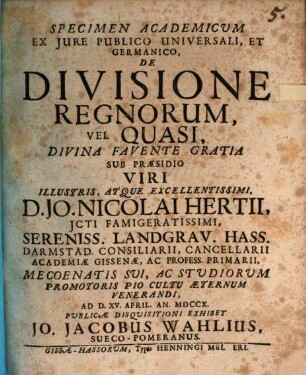 5.
SPECIMEN ACADEMICUM
EX JURE PUBLICO UNIVERSALI, ET
GERMANICO,
DE
DIVISIONE
REGNORUM,
VEL QUASI,
DIVINA FAVENTE GRATIA
SUB PRÆSIDIO
VIRI
ILLUSTRIS, ATQUE EXCELLENTISSIMI,
D. JO. NICOLAI HERTII,
JCTI FAMIGERATISSIMI,
SERENISS. LANDGRAV. HASS.
DARMSTAD. CONSILIARII, CANCELLARII
ACADEMIÆ GISSENÆ, AC PROFESS. PRIMARII,
MECOENATIS SUI, AC STUDIORUM
PROMOTORIS PIO CULTU ÆTERNUM
VENERANDI,
AD D. XV. APRIL. AN. MDCCX.
PUBLICÆ DISQUISITIONI EXHIBET
JO. JACOBUS WAHLIUS,
SUECO-POMERANUS.
GISSÆ-HASSORUM, Typis HENNINGI MÜLLERI.